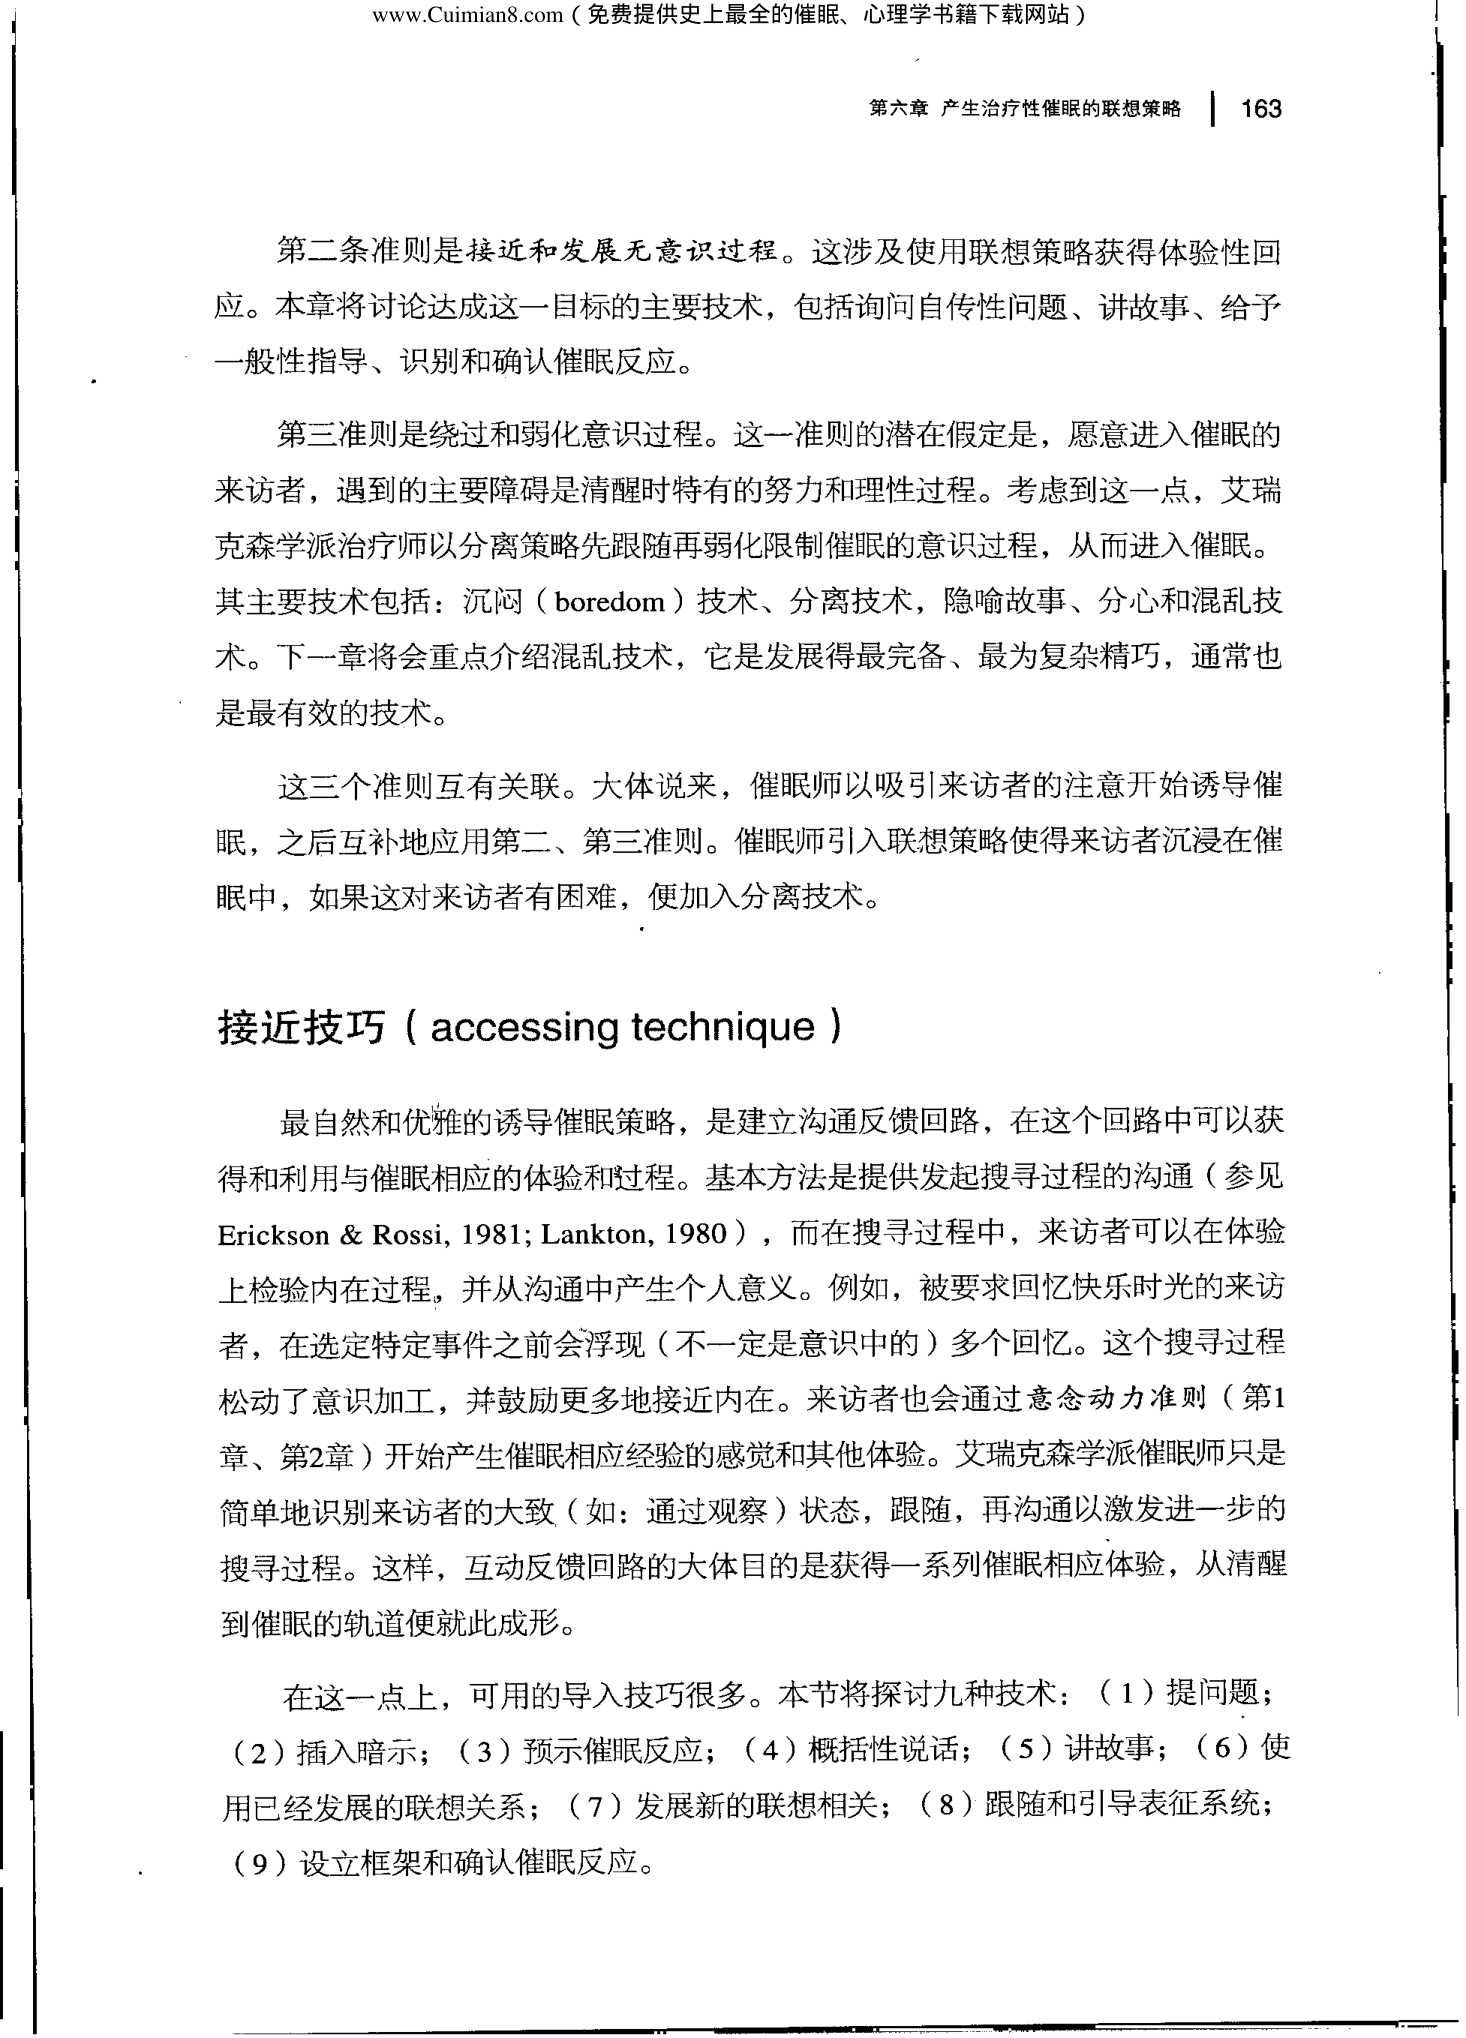 www.Cuimian8.com（免费提供史上最全的催眠、心理学书籍下载网站）
第六章 产生治疗性催眠的联想策略 163
第二条准则是接近和发展无意识过程。这涉及使用联想策略获得体验性回
应。本章将讨论达成这一目标的主要技术，包括询问自传性问题、讲故事、给予
一般性指导、识别和确认催眠反应。
第三准则是绕过和弱化意识过程。这一准则的潜在假定是，愿意进入催眠的
来访者，遇到的主要障碍是清醒时特有的努力和理性过程。考虑到这一点，艾瑞
克森学派治疗师以分离策略先跟随再弱化限制催眠的意识过程，从而进入催眠。
其主要技术包括：沉闷（boredom）技术、分离技术，隐喻故事、分心和混乱技
术。下一章将会重点介绍混乱技术，它是发展得最完备、最为复杂精巧，通常也
是最有效的技术。
这三个准则互有关联。大体说来，催眠师以吸引来访者的注意开始诱导催
眠，之后互补地应用第二、第三准则。催眠师引入联想策略使得来访者沉浸在催
眠中，如果这对来访者有困难，便加入分离技术。
接近技巧（accessing technique）
最自然和优雅的诱导催眠策略，是建立沟通反馈回路，在这个回路中可以获
得和利用与催眠相应的体验和过程。基本方法是提供发起搜寻过程的沟通（参见
Erickson & Rossi, 1981; Lankton, 1980），而在搜寻过程中，来访者可以在体验
上检验内在过程，并从沟通中产生个人意义。例如，被要求回忆快乐时光的来访
者，在选定特定事件之前会浮现（不一定是意识中的）多个回忆。这个搜寻过程
松动了意识加工，并鼓励更多地接近内在。来访者也会通过意念动力准则（第1
章、第2章）开始产生催眠相应经验的感觉和其他体验。艾瑞克森学派催眠师只是
简单地识别来访者的大致（如：通过观察）状态，跟随，再沟通以激发进一步的
搜寻过程。这样，互动反馈回路的大体目的是获得一系列催眠相应体验，从清醒
到催眠的轨道便就此成形。
在这一点上，可用的导入技巧很多。本节将探讨九种技术：（1）提问题；
（2）插入暗示；（3）预示催眠反应；（4）概括性说话；（5）讲故事；（6）使
用已经发展的联想关系；（7）发展新的联想相关；（8）跟随和引导表征系统；
（9）设立框架和确认催眠反应。